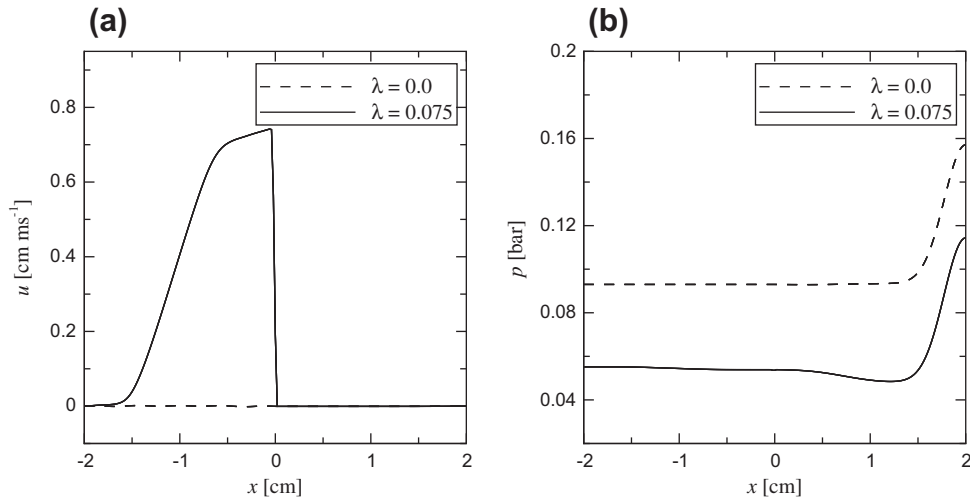 (a)
λ = 0.0
λ = 0.075
0.8
0.6
0.4
0.2
0
-2
-1
0
1
2
u [cm ms⁻¹]
x [cm]
(b)
λ = 0.0
λ = 0.075
0.2
0.16
0.12
0.08
0.04
-2
-1
0
1
2
p [bar]
x [cm]